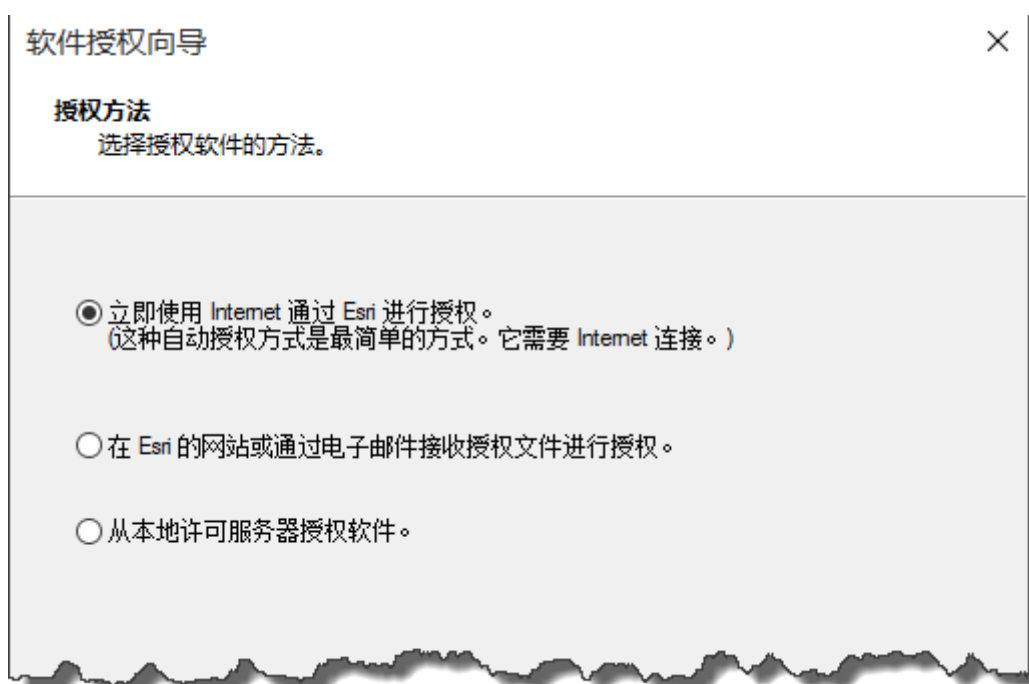 软件授权向导
授权方法
选择授权软件的方法。
立即使用 Internet 通过 Esri 进行授权。
(这种自动授权方式是最简单的方式。它需要 Internet 连接。)
在 Esri 的网站或通过电子邮件接收授权文件进行授权。
从本地许可服务器授权软件。